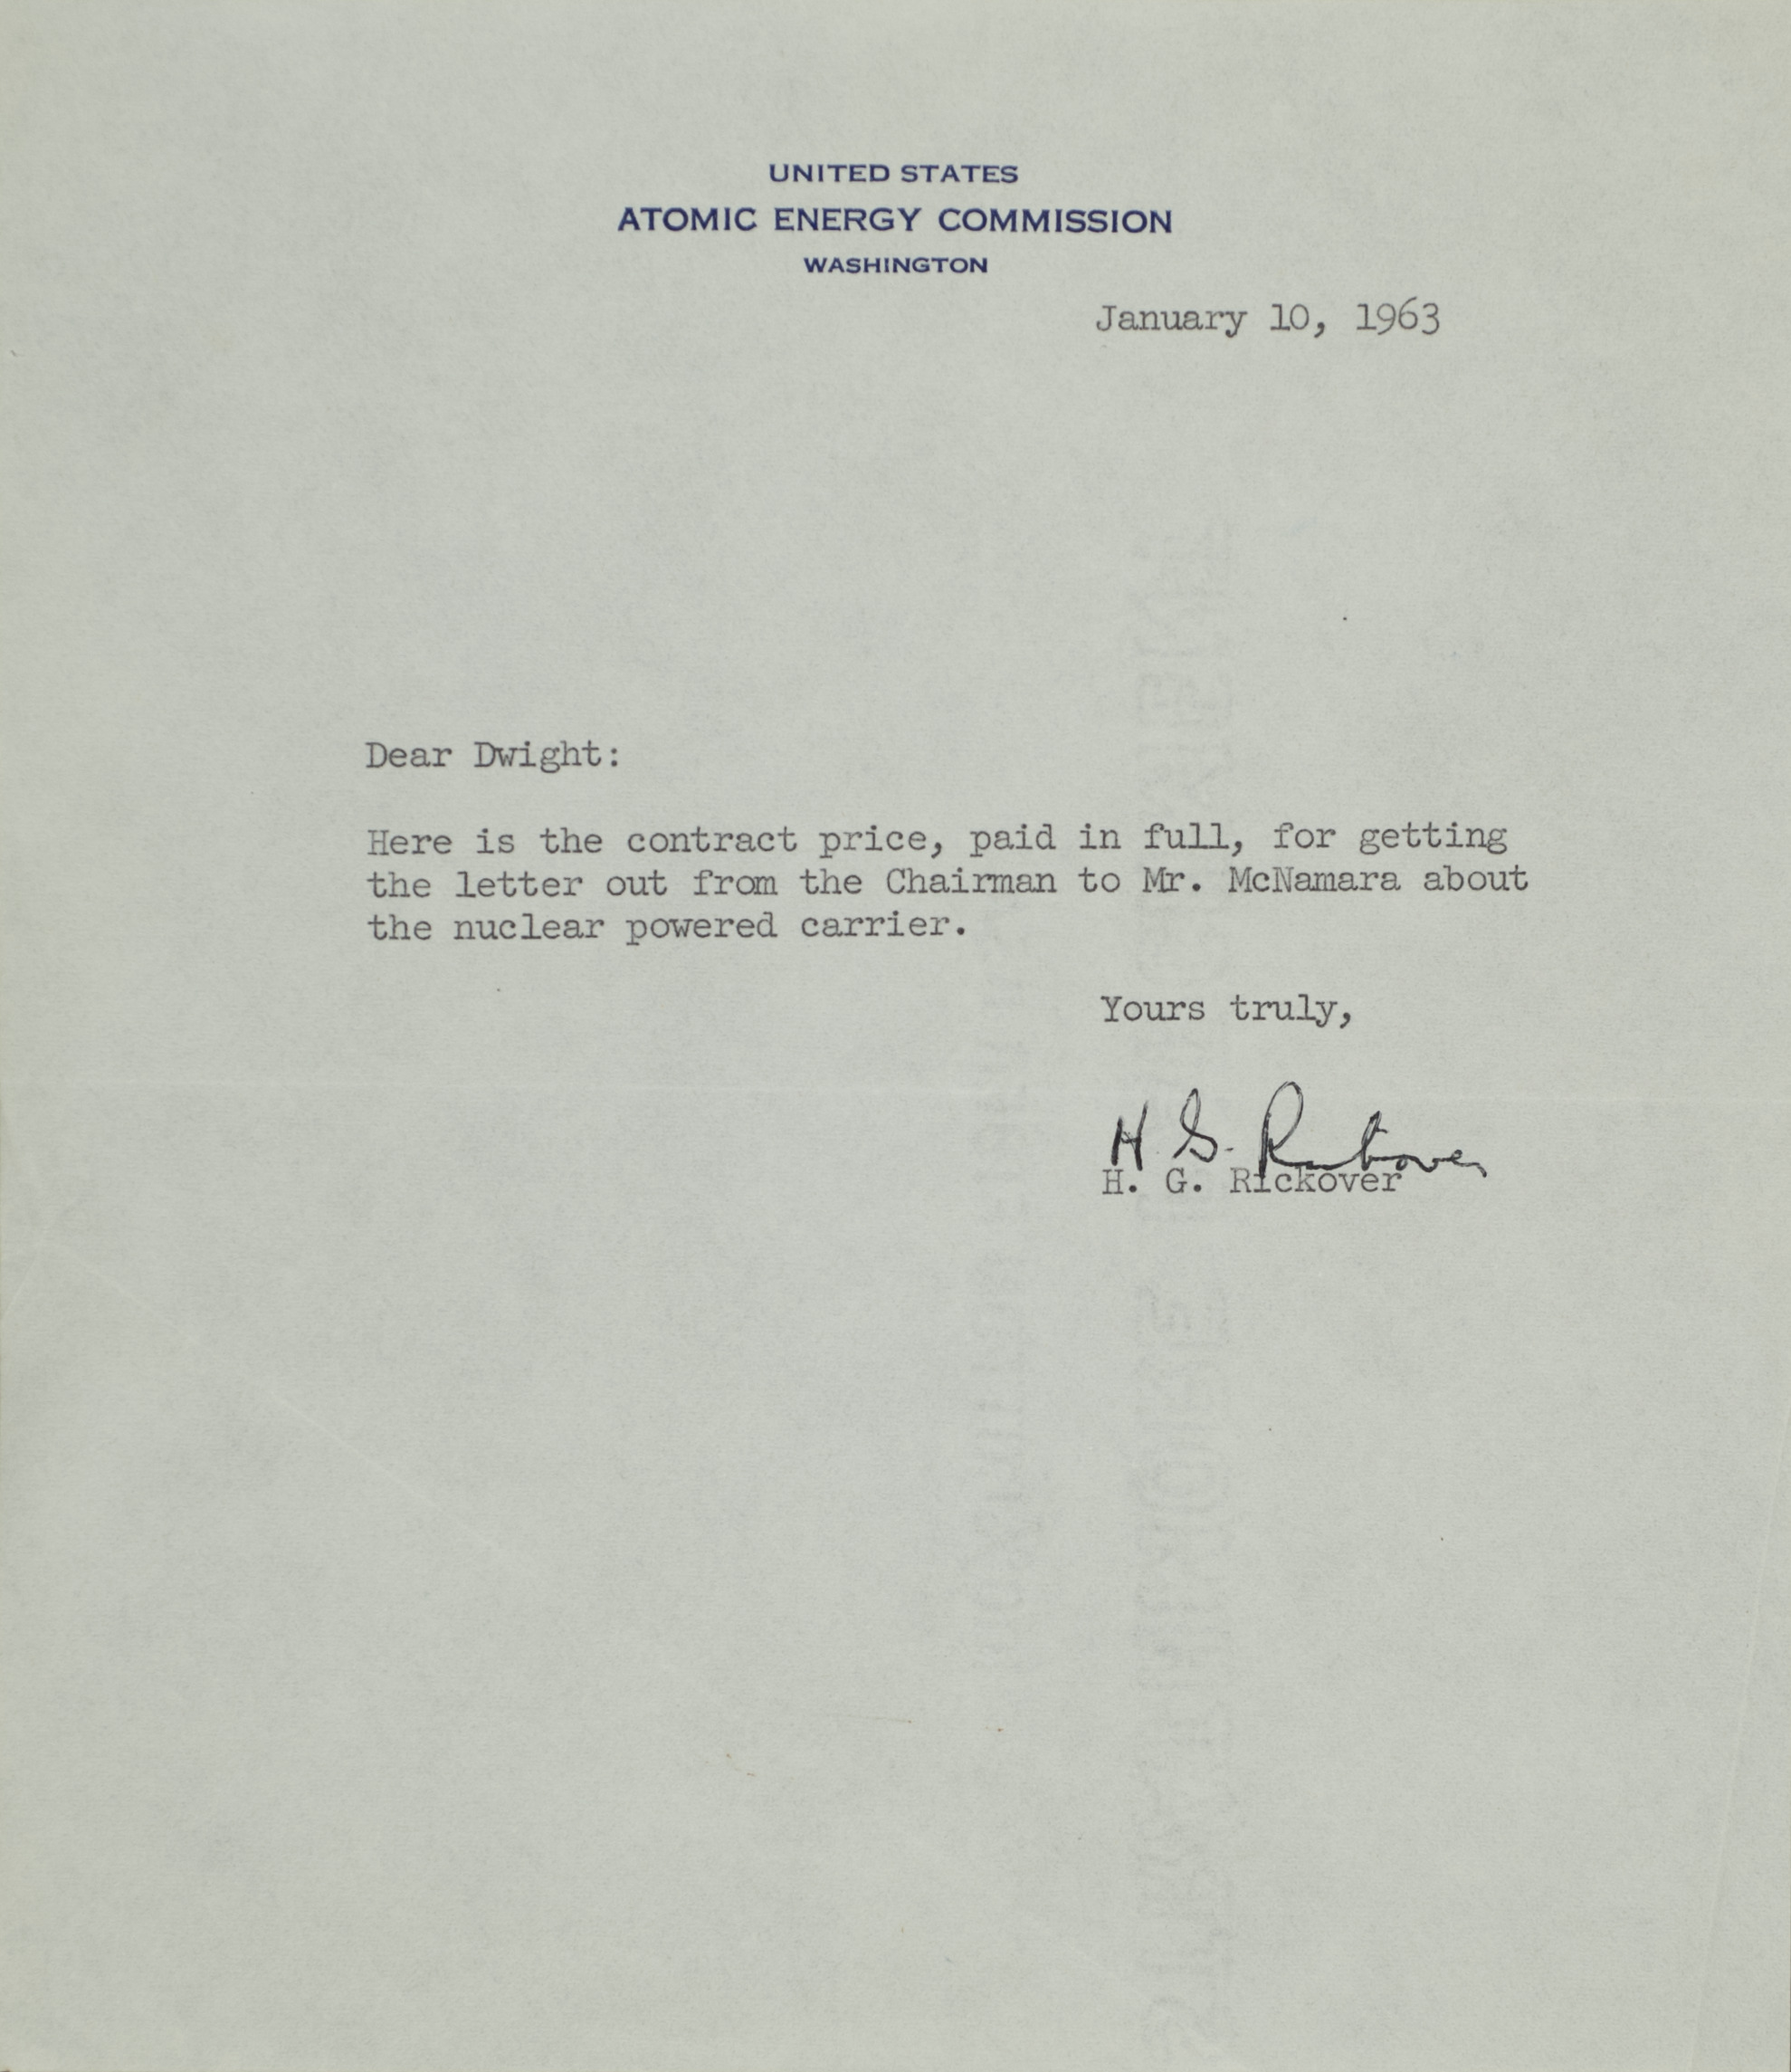 UNITED STATES
ATOMIC ENERGY COMMISSION
WASHINGTON
January 10, 1963
Dear Dwight:
Here is the contract price, paid in full, for getting
the letter out from the Chairman to Mr. McNamara about
the nuclear powered carrier.
Yours truly,
H. G. Rickover
H. G. Rickover